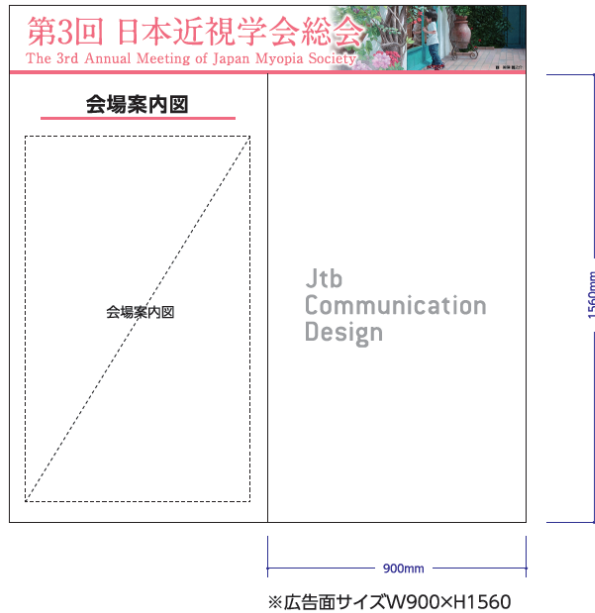 第3回 日本近視学会総会
The 3rd Annual Meeting of Japan Myopia Society
会場案内図
会場案内図
Jtb
Communication
Design
1560mm
900mm
※広告面サイズW900×H1560